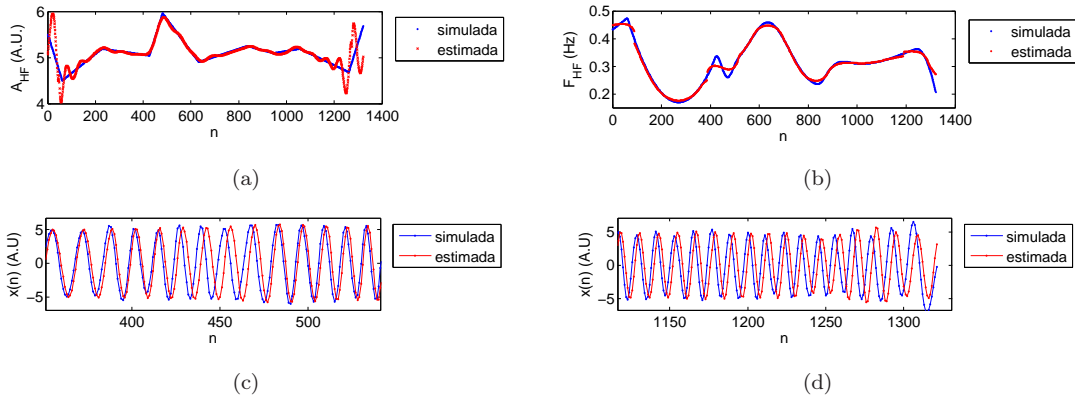 6
5
4
0 200 400 600 800 1000 1200 1400
A_HF (A.U.)
n
simulada
estimada
(a)
0.5
0.4
0.3
0.2
0 200 400 600 800 1000 1200 1400
F_HF (Hz)
n
simulada
estimada
(b)
5
0
−5
400 450 500
x(n) (A.U)
n
simulada
estimada
(c)
5
0
−5
1150 1200 1250 1300
x(n) (A.U)
n
simulada
estimada
(d)